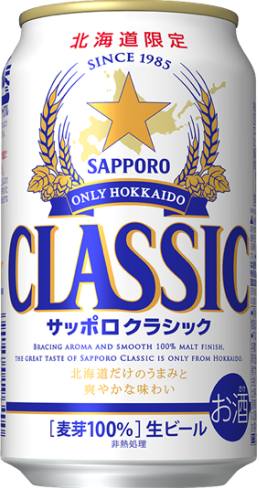 北海道限定
SINCE 1985
SAPPORO
ONLY HOKKAIDO
CLASSIC
サッポロクラシック
BRACING AROMA AND SMOOTH 100% MALT FINISH,
THE GREAT TASTE OF SAPPORO CLASSIC IS ONLY FROM HOKKAIDO.
北海道だけのうまみと
爽やかな味わい
お酒
[麦芽100%]生ビール
非熱処理